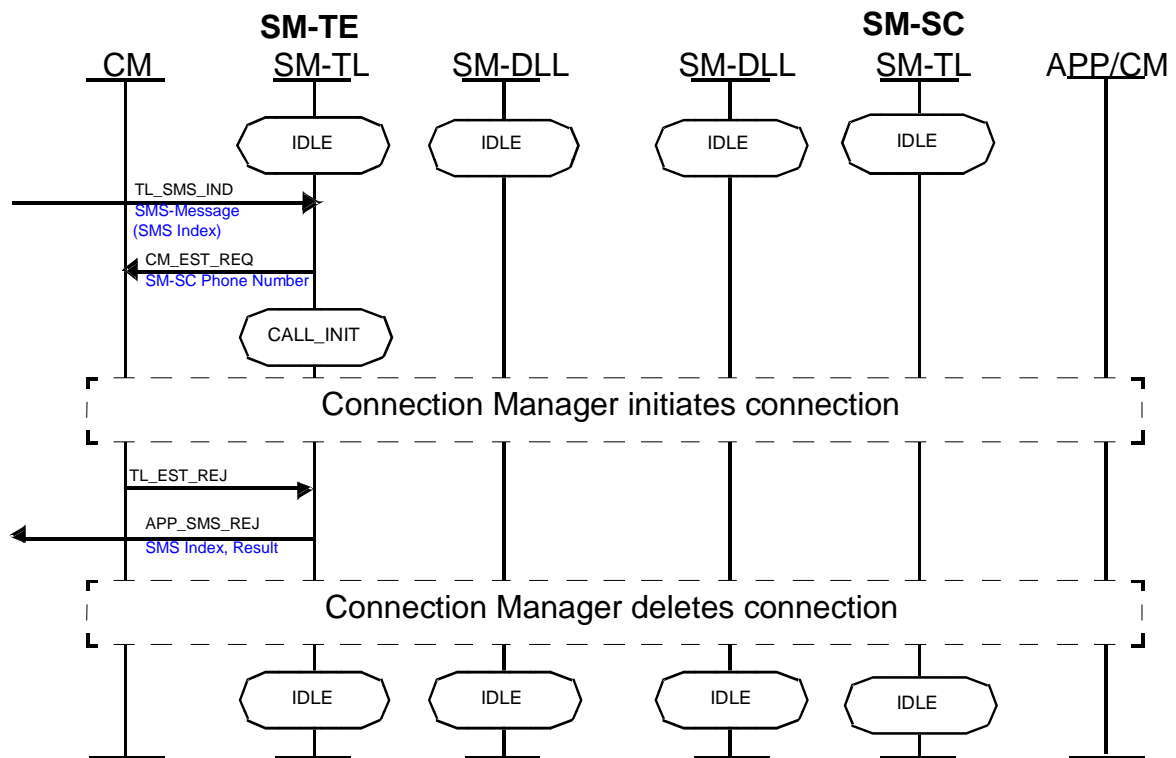 SM-TE
SM-SC
CM
SM-TL
SM-DLL
SM-DLL
SM-TL
APP/CM
IDLE
IDLE
IDLE
IDLE
TL_SMS_IND
SMS-Message
(SMS Index)
CM_EST_REQ
SM-SC Phone Number
CALL_INIT
Connection Manager initiates connection
TL_EST_REJ
APP_SMS_REJ
SMS Index, Result
Connection Manager deletes connection
IDLE
IDLE
IDLE
IDLE